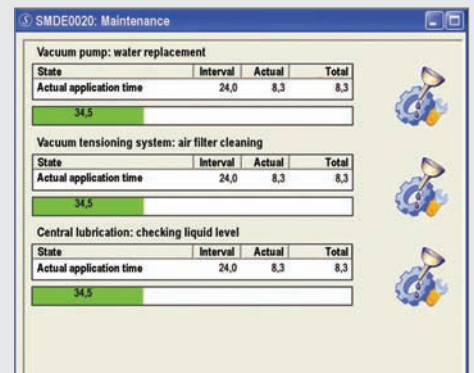 SMDE0020: Maintenance
Vacuum pump: water replacement
State Interval Actual Total
Actual application time 24,0 8,3 8,3
34,5
Vacuum tensioning system: air filter cleaning
State Interval Actual Total
Actual application time 24,0 8,3 8,3
34,5
Central lubrication: checking liquid level
State Interval Actual Total
Actual application time 24,0 8,3 8,3
34,5